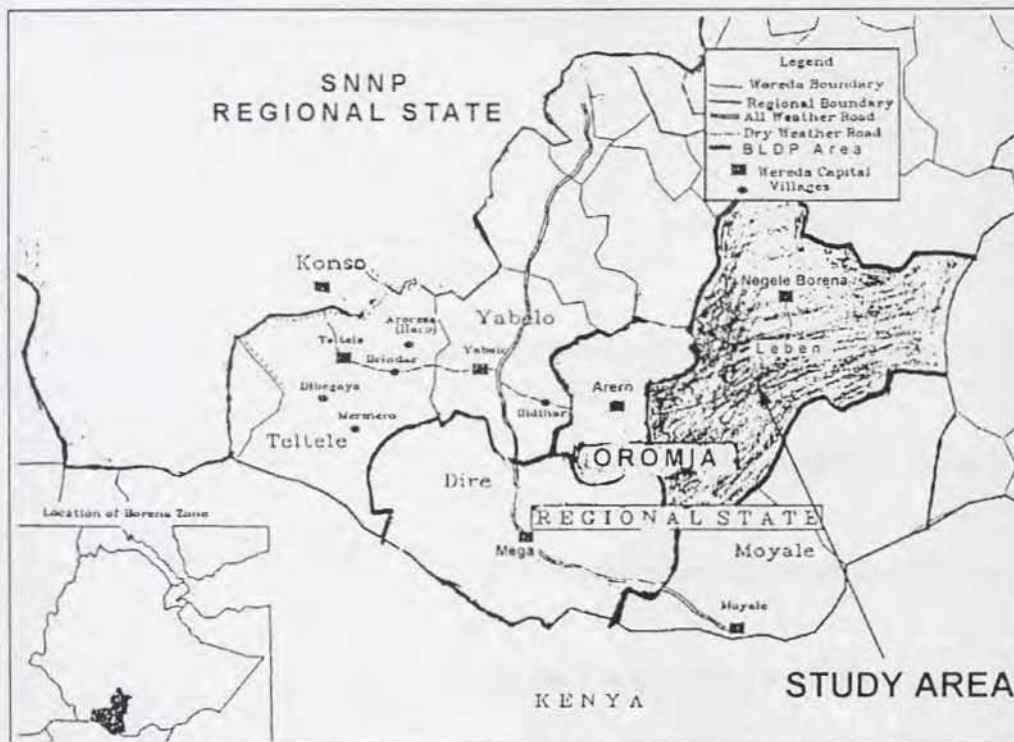 SNNP
REGIONAL STATE
Legend
Wereda Boundary
Regional Boundary
All Weather Road
Dry Weather Road
BLDP Area
Wereda Capital
Villages
Konso
Negele Borena
Yabelo
Teltele
Brindar
Yabelo
Leben
Arero
Dibegaya
Didihar
Mermero
Teltele
OROMIA
Dire
Location of Borena Zone
REGIONAL STATE
Mega
Moyale
Moyale
STUDY AREA
KENYA